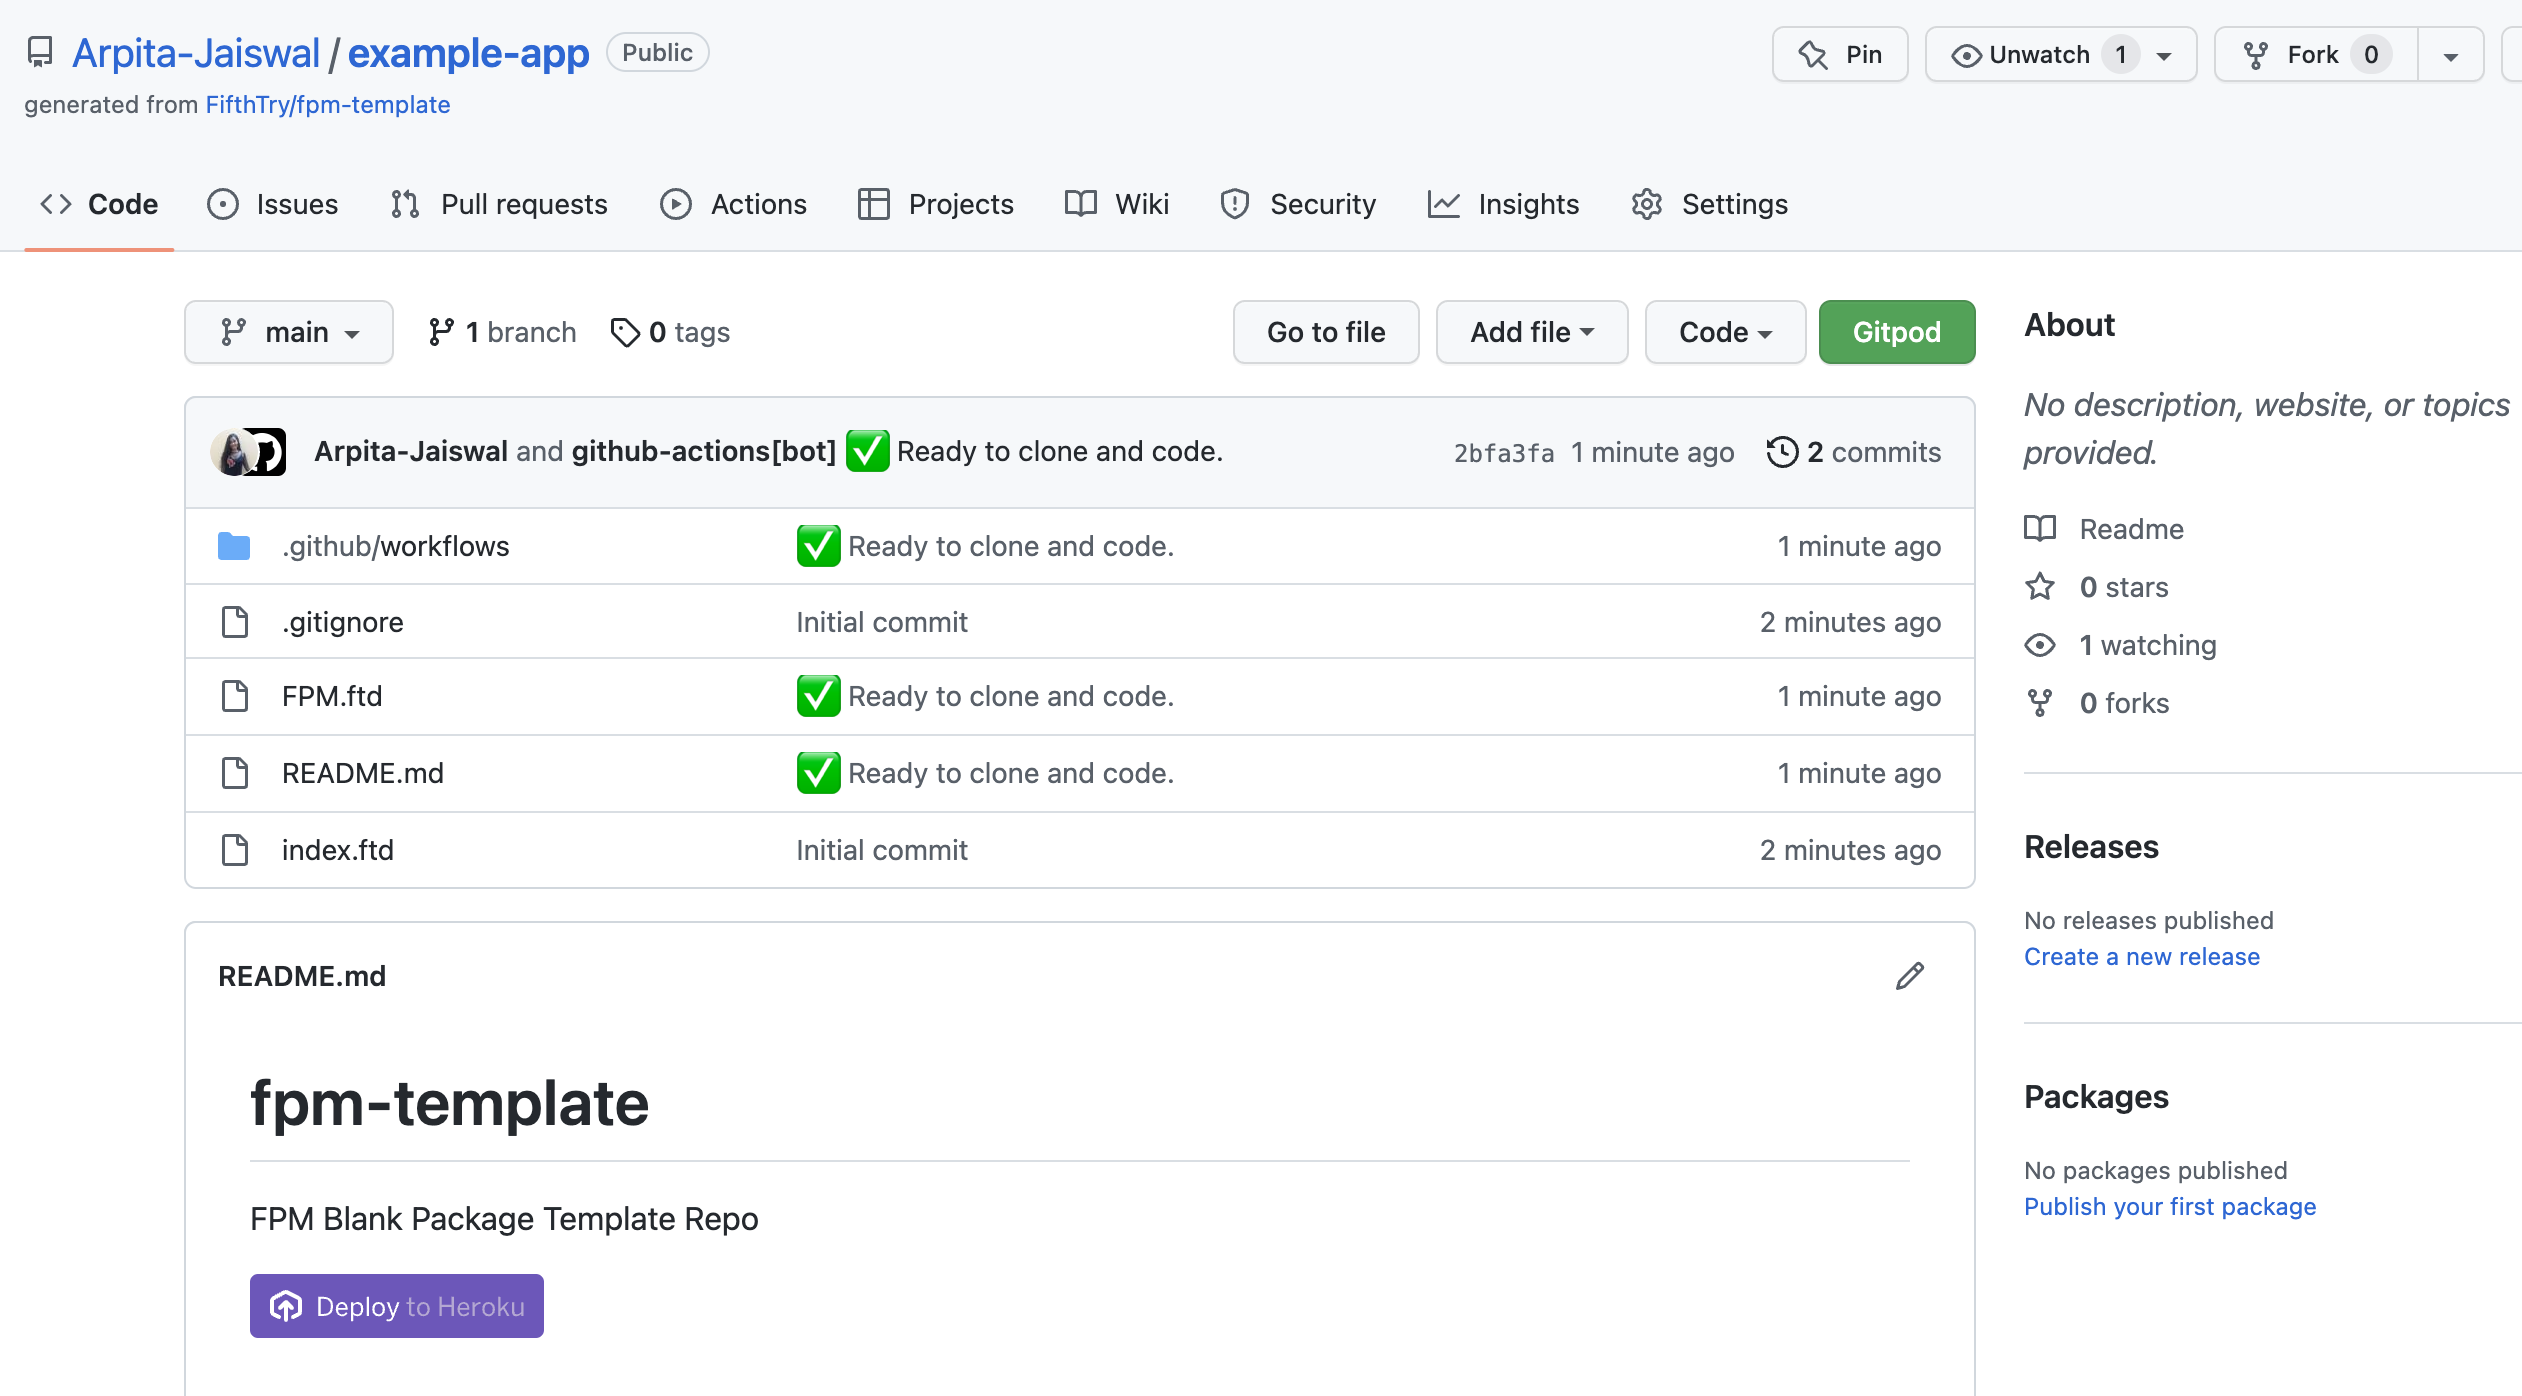 Arpita-Jaiswal / example-app Public
Pin
Unwatch 1
Fork 0
generated from FifthTry/fpm-template
Code
Issues
Pull requests
Actions
Projects
Wiki
Security
Insights
Settings
main
1 branch
0 tags
Go to file
Add file
Code
Gitpod
Arpita-Jaiswal and github-actions[bot] ✅ Ready to clone and code.
2bfa3fa 1 minute ago
2 commits
.github/workflows ✅ Ready to clone and code. 1 minute ago
.gitignore Initial commit 2 minutes ago
FPM.ftd ✅ Ready to clone and code. 1 minute ago
README.md ✅ Ready to clone and code. 1 minute ago
index.ftd Initial commit 2 minutes ago
README.md
fpm-template
FPM Blank Package Template Repo
Deploy to Heroku
About
No description, website, or topics
provided.
Readme
0 stars
1 watching
0 forks
Releases
No releases published
Create a new release
Packages
No packages published
Publish your first package